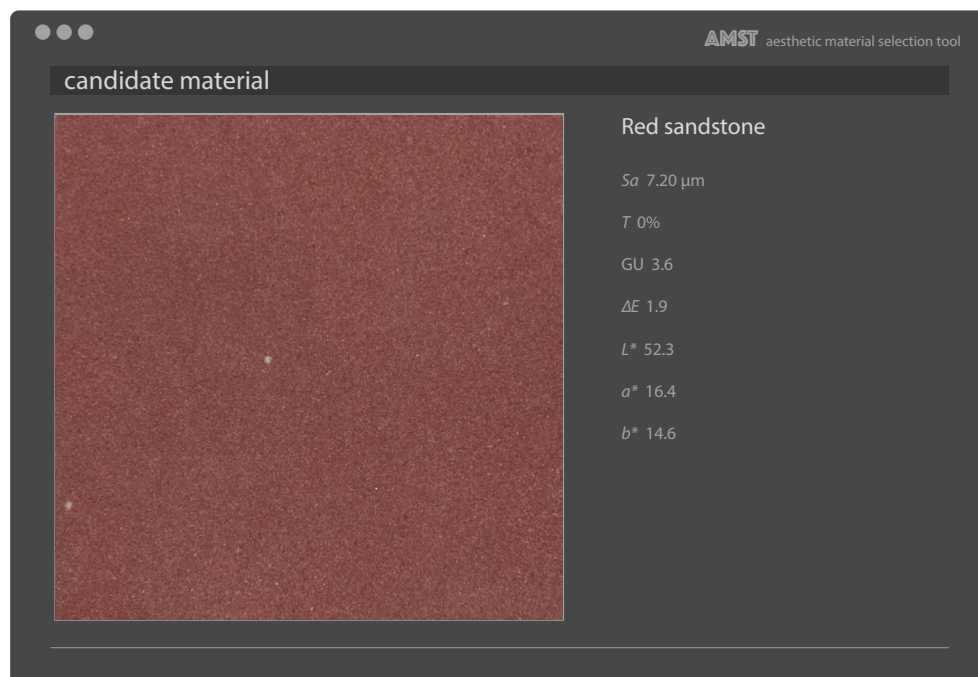 AMST aesthetic material selection tool
candidate material
Red sandstone
Sa 7.20 µm
T 0%
GU 3.6
ΔE 1.9
L* 52.3
a* 16.4
b* 14.6